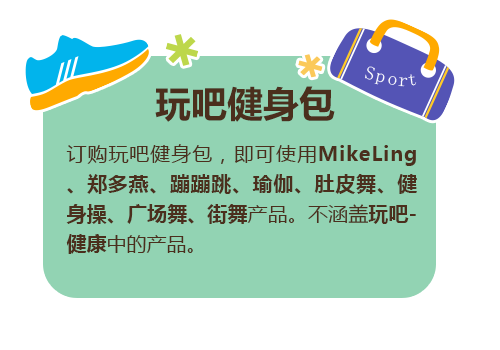 Sport
玩吧健身包
订购玩吧健身包，即可使用MikeLing
、郑多燕、蹦蹦跳、瑜伽、肚皮舞、健
身操、广场舞、街舞产品。不涵盖玩吧-
健康中的产品。